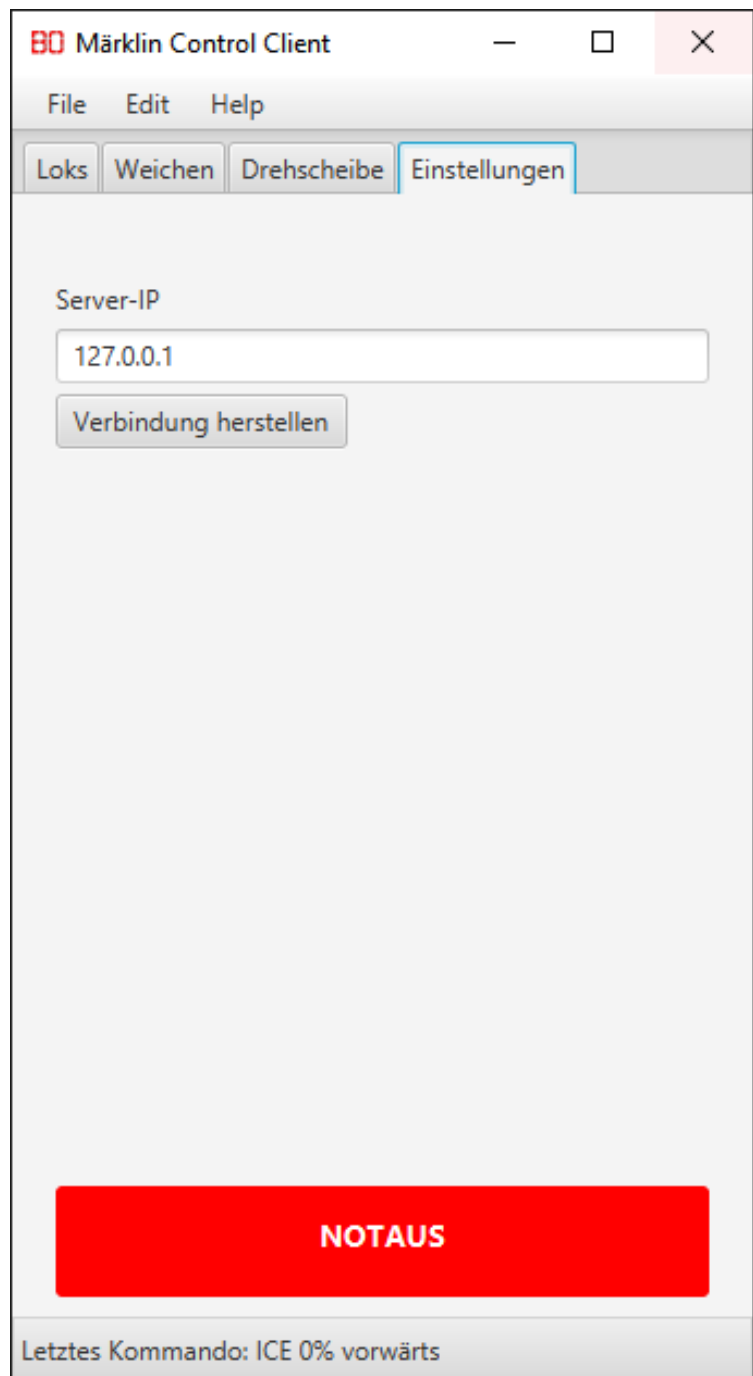 BO Märklin Control Client
File Edit Help
Loks Weichen Drehscheibe Einstellungen
Server-IP
127.0.0.1
Verbindung herstellen
NOTAUS
Letztes Kommando: ICE 0% vorwärts